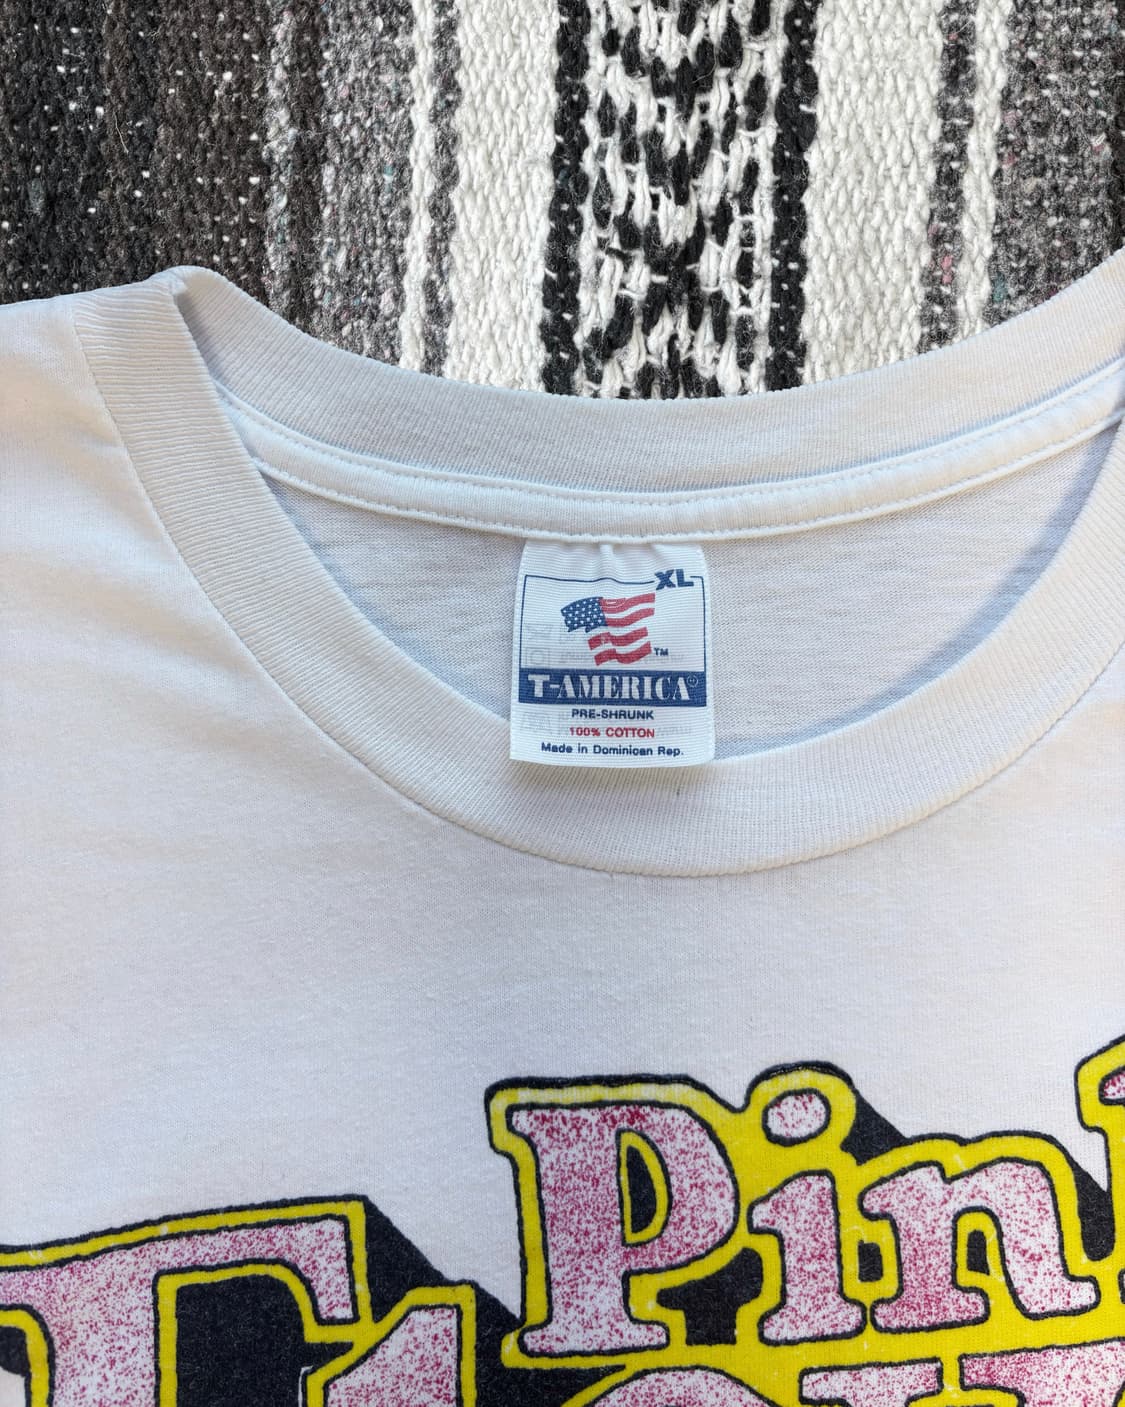 XL
TM
T-AMERICA®
PRE-SHRUNK
100% COTTON
Made in Dominican Rep.
Pin